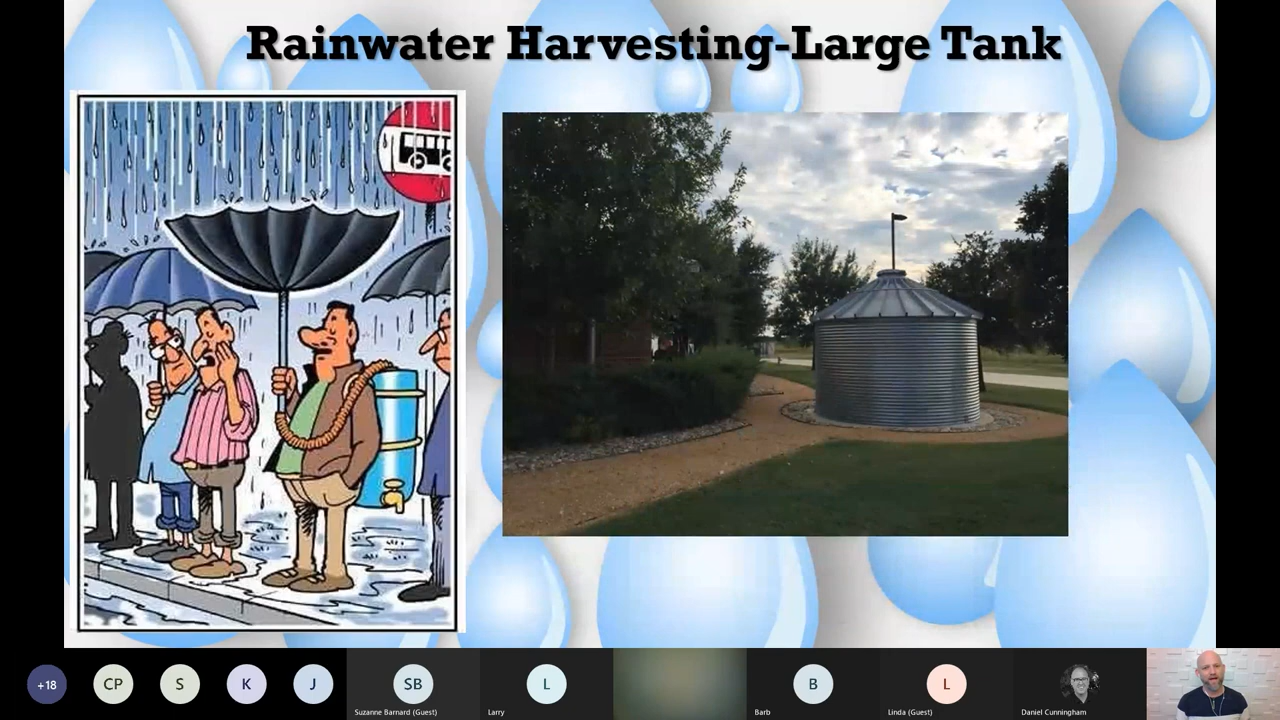 Rainwater Harvesting-Large Tank
+18
CP
S
K
J
SB
Suzanne Barnard (Guest)
L
Larry
B
Barb
L
Linda (Guest)
Daniel Cunningham